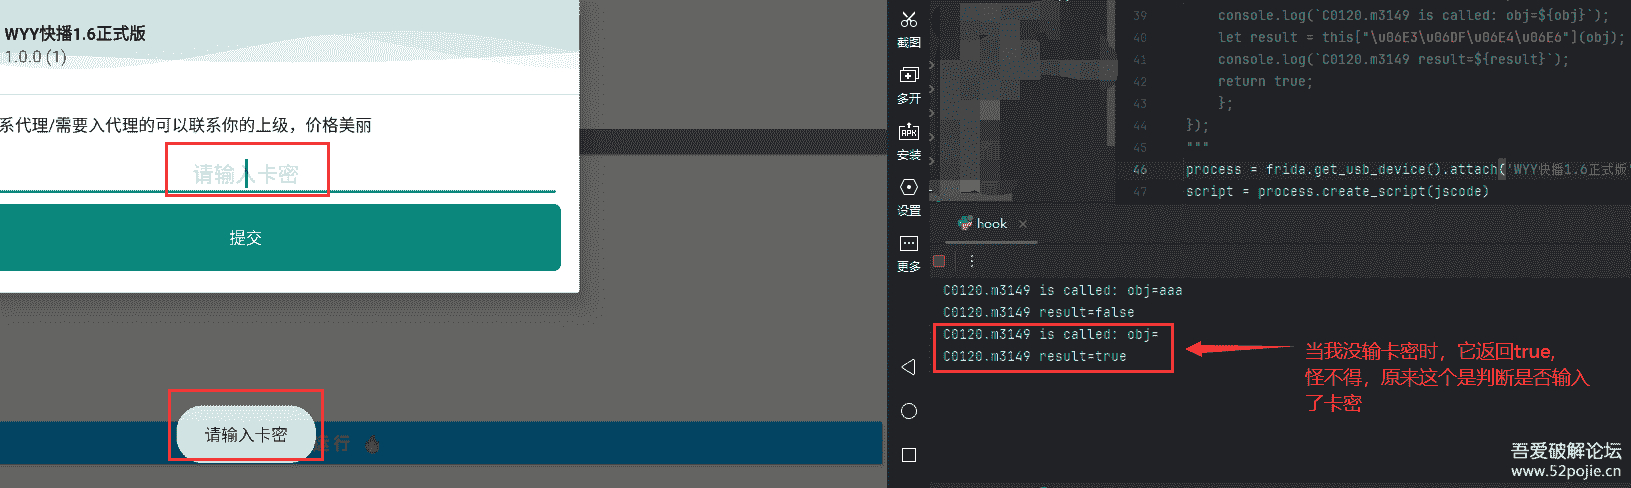 WYY快播1.6正式版
1.0.0 (1)
系代理/需要入代理的可以联系你的上级，价格美丽
请输入卡密
提交
请输入卡密
运行
截图
多开
APK
安装
设置
更多
39 console.log(`C0120.m3149 is called: obj=${obj}`);
40 let result = this["\u06E3\u06DF\u06E4\u06E6"](obj);
41 console.log(`C0120.m3149 result=${result}`);
42 return true;
43 };
44 });
45 """
46 process = frida.get_usb_device().attach('WYY快播1.6正式版'
47 script = process.create_script(jscode)
hook
C0120.m3149 is called: obj=aaa
C0120.m3149 result=false
C0120.m3149 is called: obj=
C0120.m3149 result=true
当我没输卡密时，它返回true,
怪不得，原来这个是判断是否输入
了卡密
吾爱破解论坛
www.52pojie.cn